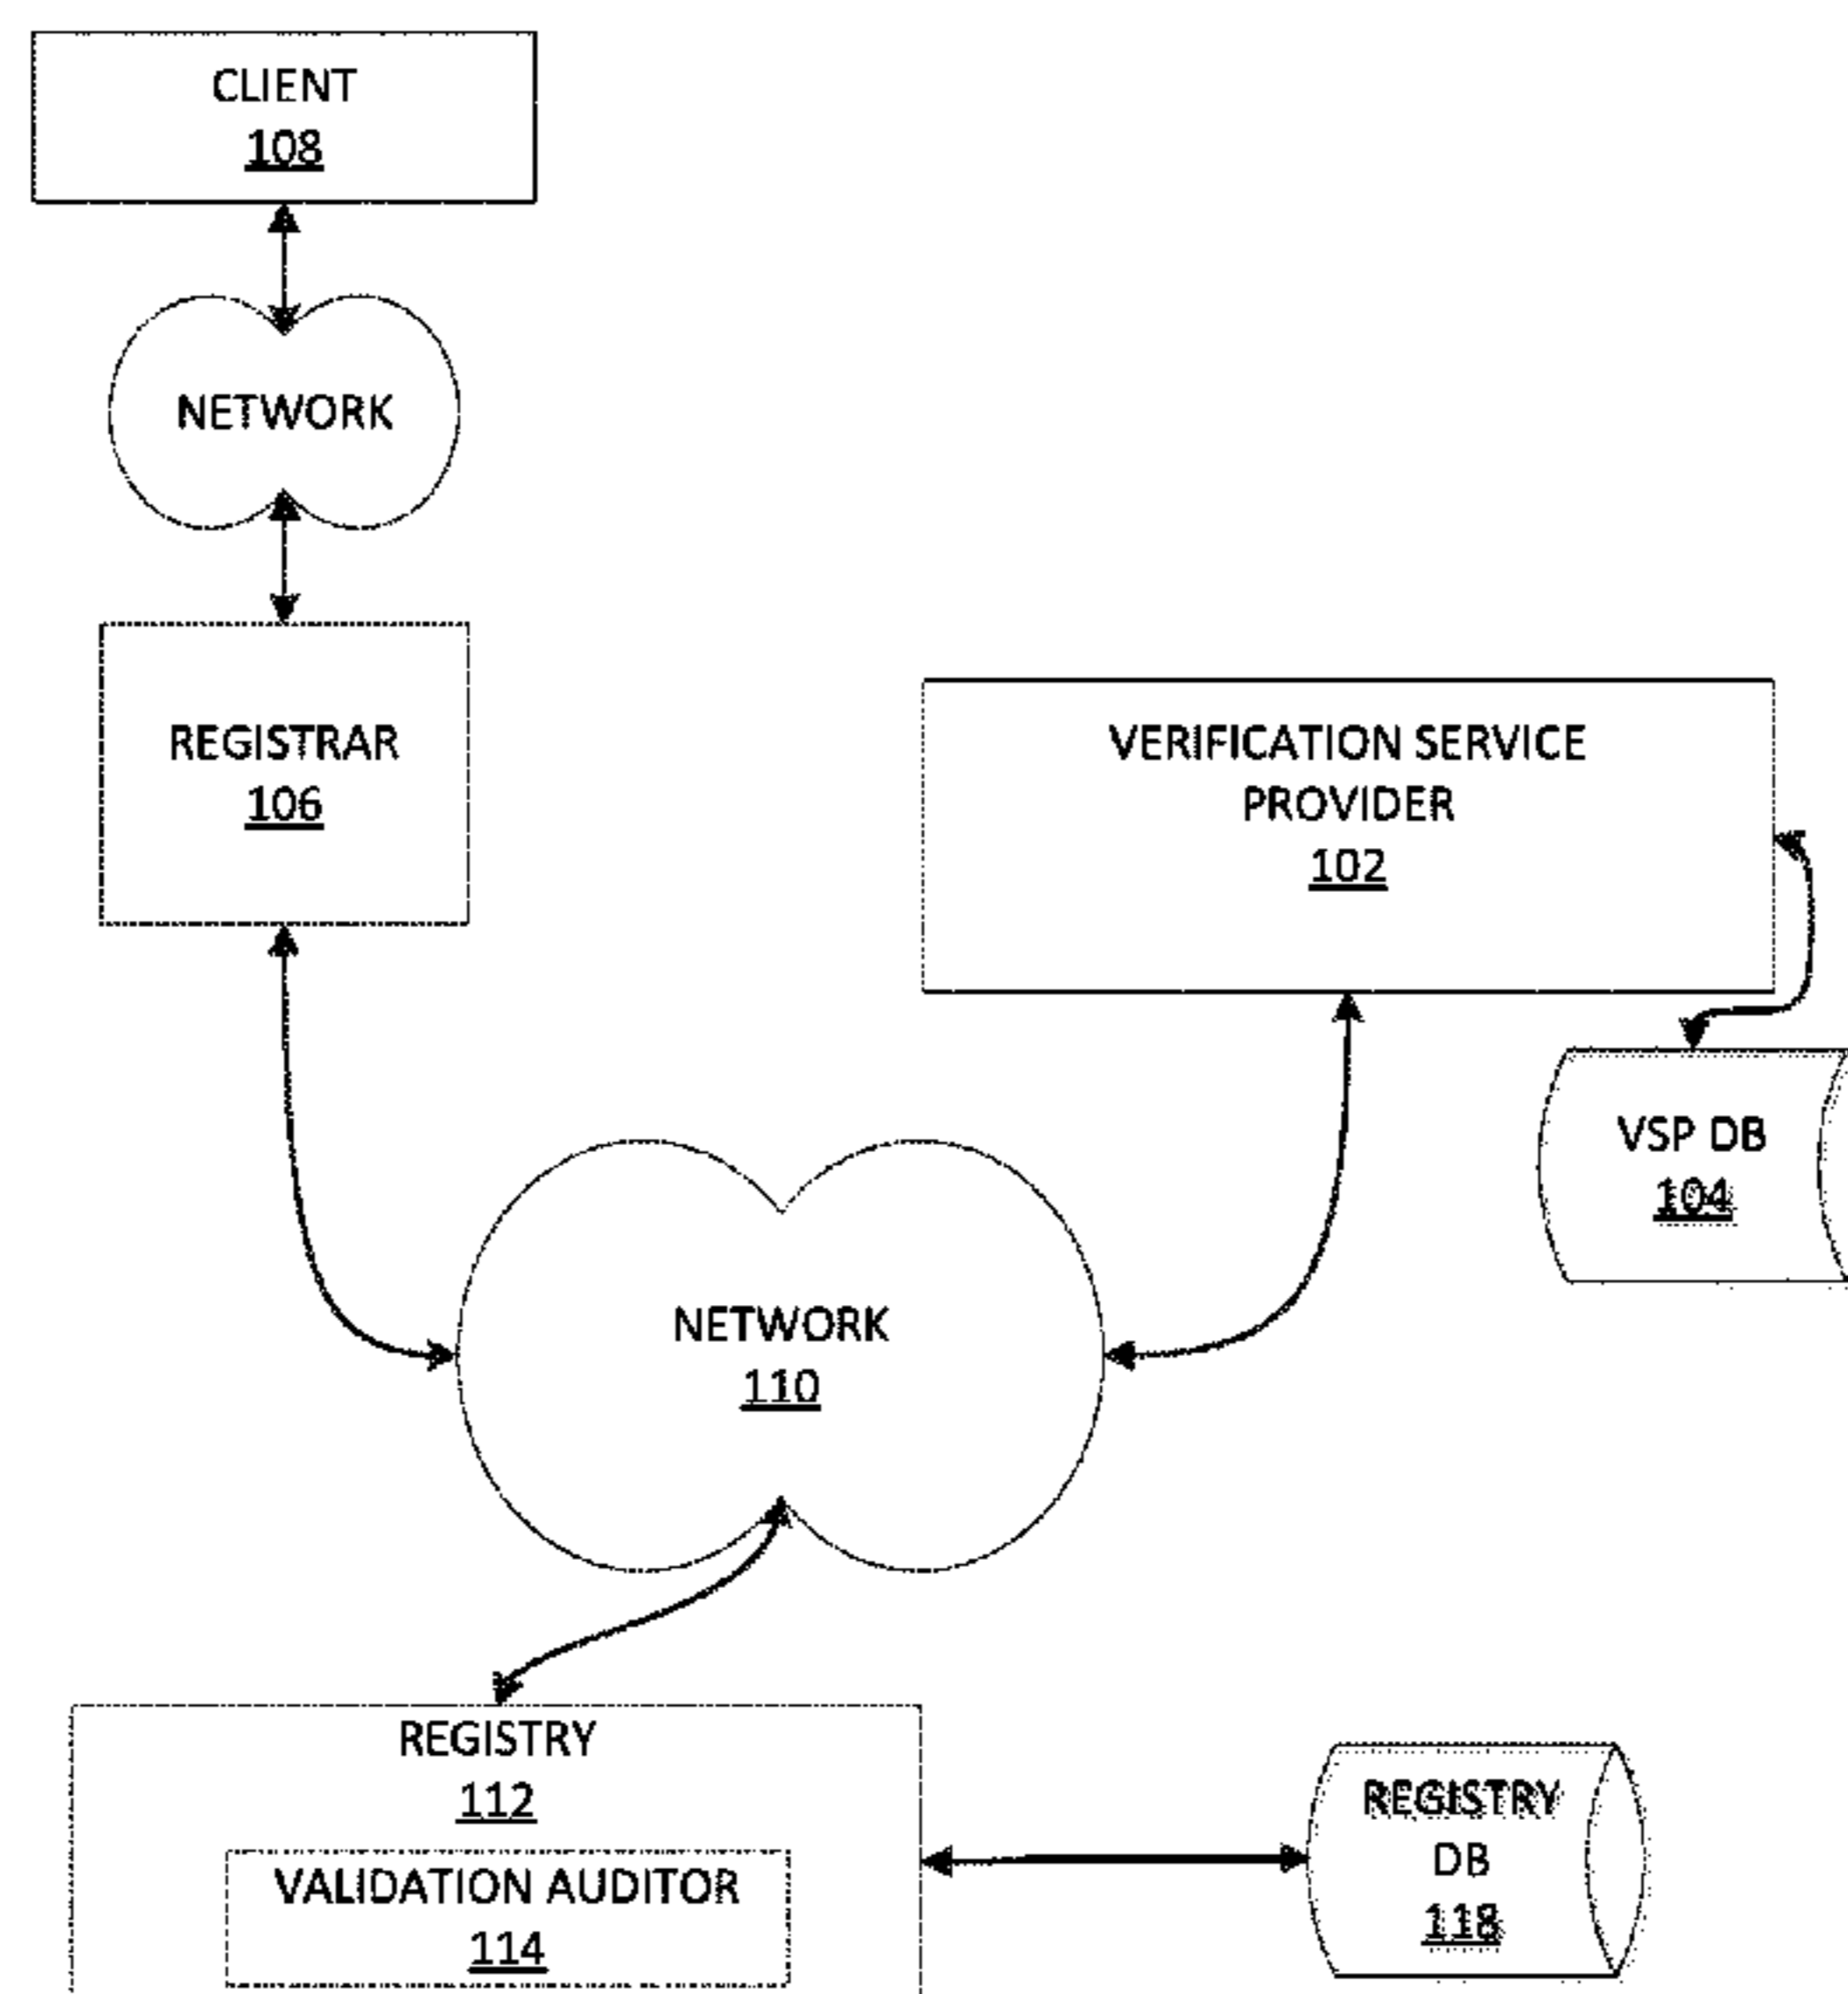 CLIENT
108
NETWORK
REGISTRAR
106
VERIFICATION SERVICE
PROVIDER
102
VSP DB
104
NETWORK
110
REGISTRY
112
VALIDATION AUDITOR
114
REGISTRY
DB
118